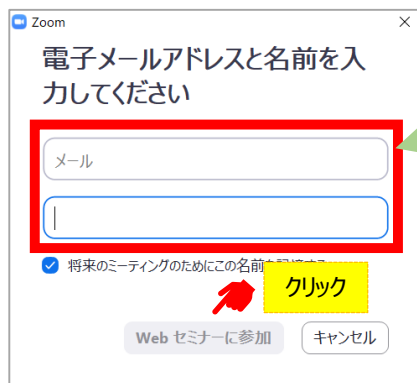 Zoom
電子メールアドレスと名前を入
力してください
メール
将来のミーティングのためにこの名前
クリック
Web セミナーに参加
キャンセル